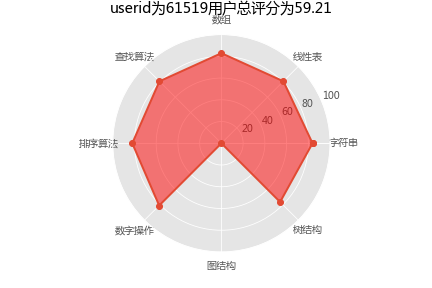 userid为61519用户总评分为59.21
数组
查找算法
线性表
100
80
60
40
20
排序算法
字符串
数字操作
树结构
图结构